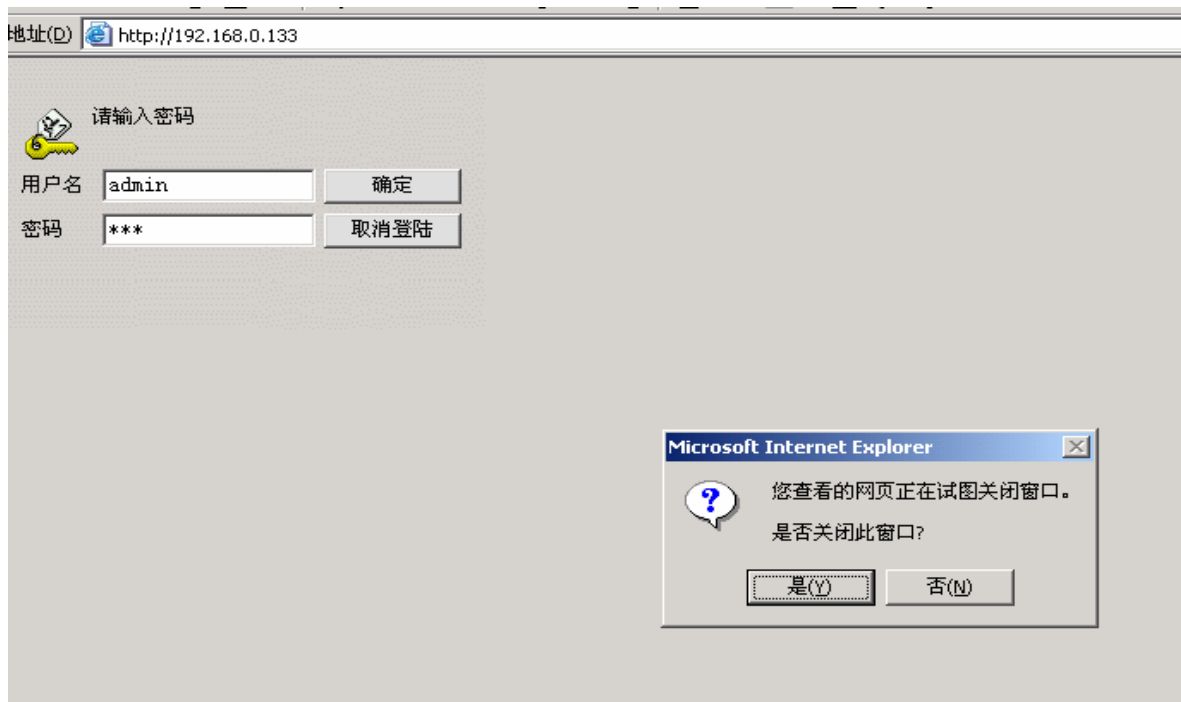 地址(D) http://192.168.0.133
请输入密码
用户名 admin 确定
密码 *** 取消登陆
Microsoft Internet Explorer
您查看的网页正在试图关闭窗口。
是否关闭此窗口?
是(Y) 否(N)